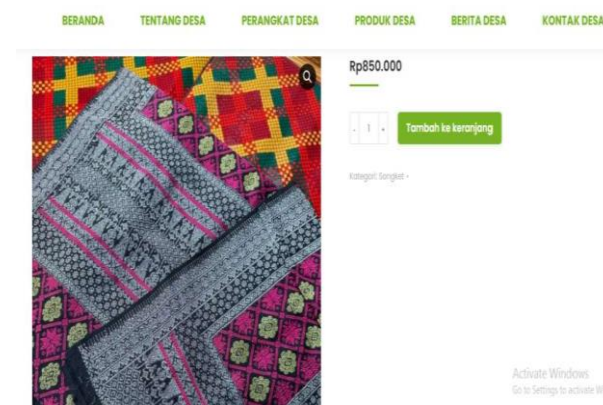 BERANDA TENTANG DESA PERANGKAT DESA PRODUK DESA BERITA DESA KONTAK DESA
Rp850.000
- 1 + Tambah ke keranjang
Kategori: Songket -
Activate Windows
Go to Settings to activate W